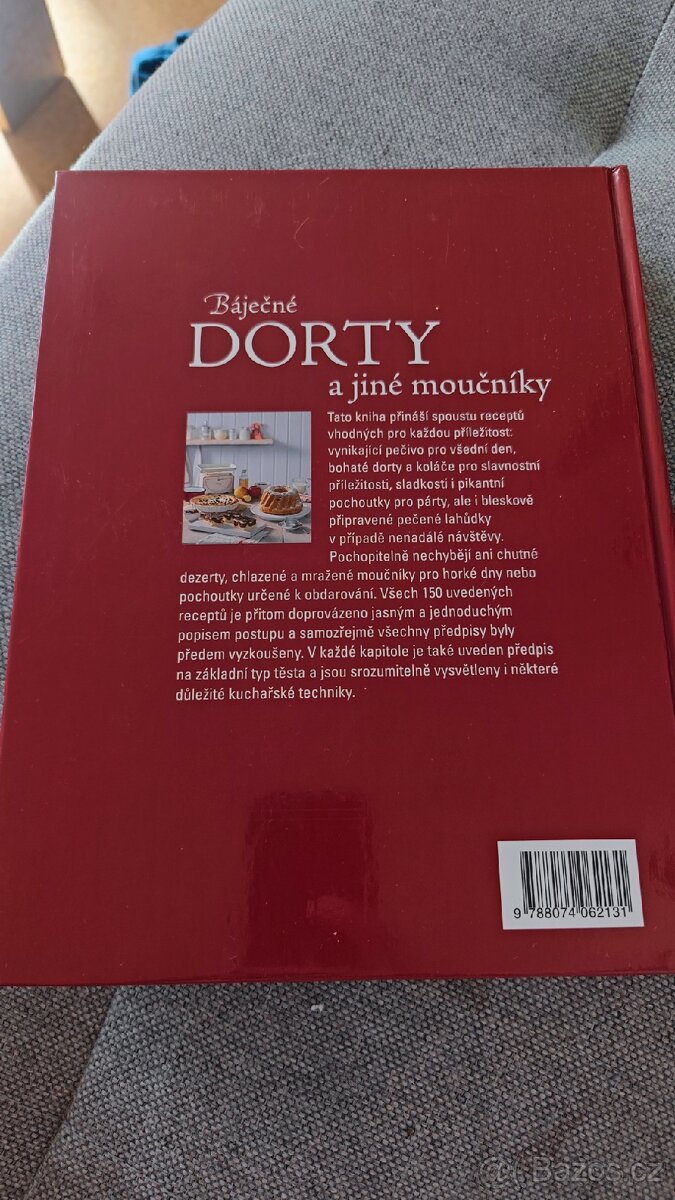 Báječné
DORTY
a jiné moučníky
Tato kniha přináší spoustu receptů
vhodných pro každou příležitost:
vynikající pečivo pro všední den,
bohaté dorty a koláče pro slavnostní
příležitosti, sladkosti i pikantní
pochoutky pro párty, ale i bleskově
připravené pečené lahůdky
v případě nenadálé návštěvy.
Pochopitelně nechybějí ani chutné
dezerty, chlazené a mražené moučníky pro horké dny nebo
pochoutky určené k obdarování. Všech 150 uvedených
receptů je přitom doprovázeno jasným a jednoduchým
popisem postupu a samozřejmě všechny předpisy byly
předem vyzkoušeny. V každé kapitole je také uveden předpis
na základní typ těsta a jsou srozumitelně vysvětleny i některé
důležité kuchařské techniky.
9 788074 062131
Bazos.cz